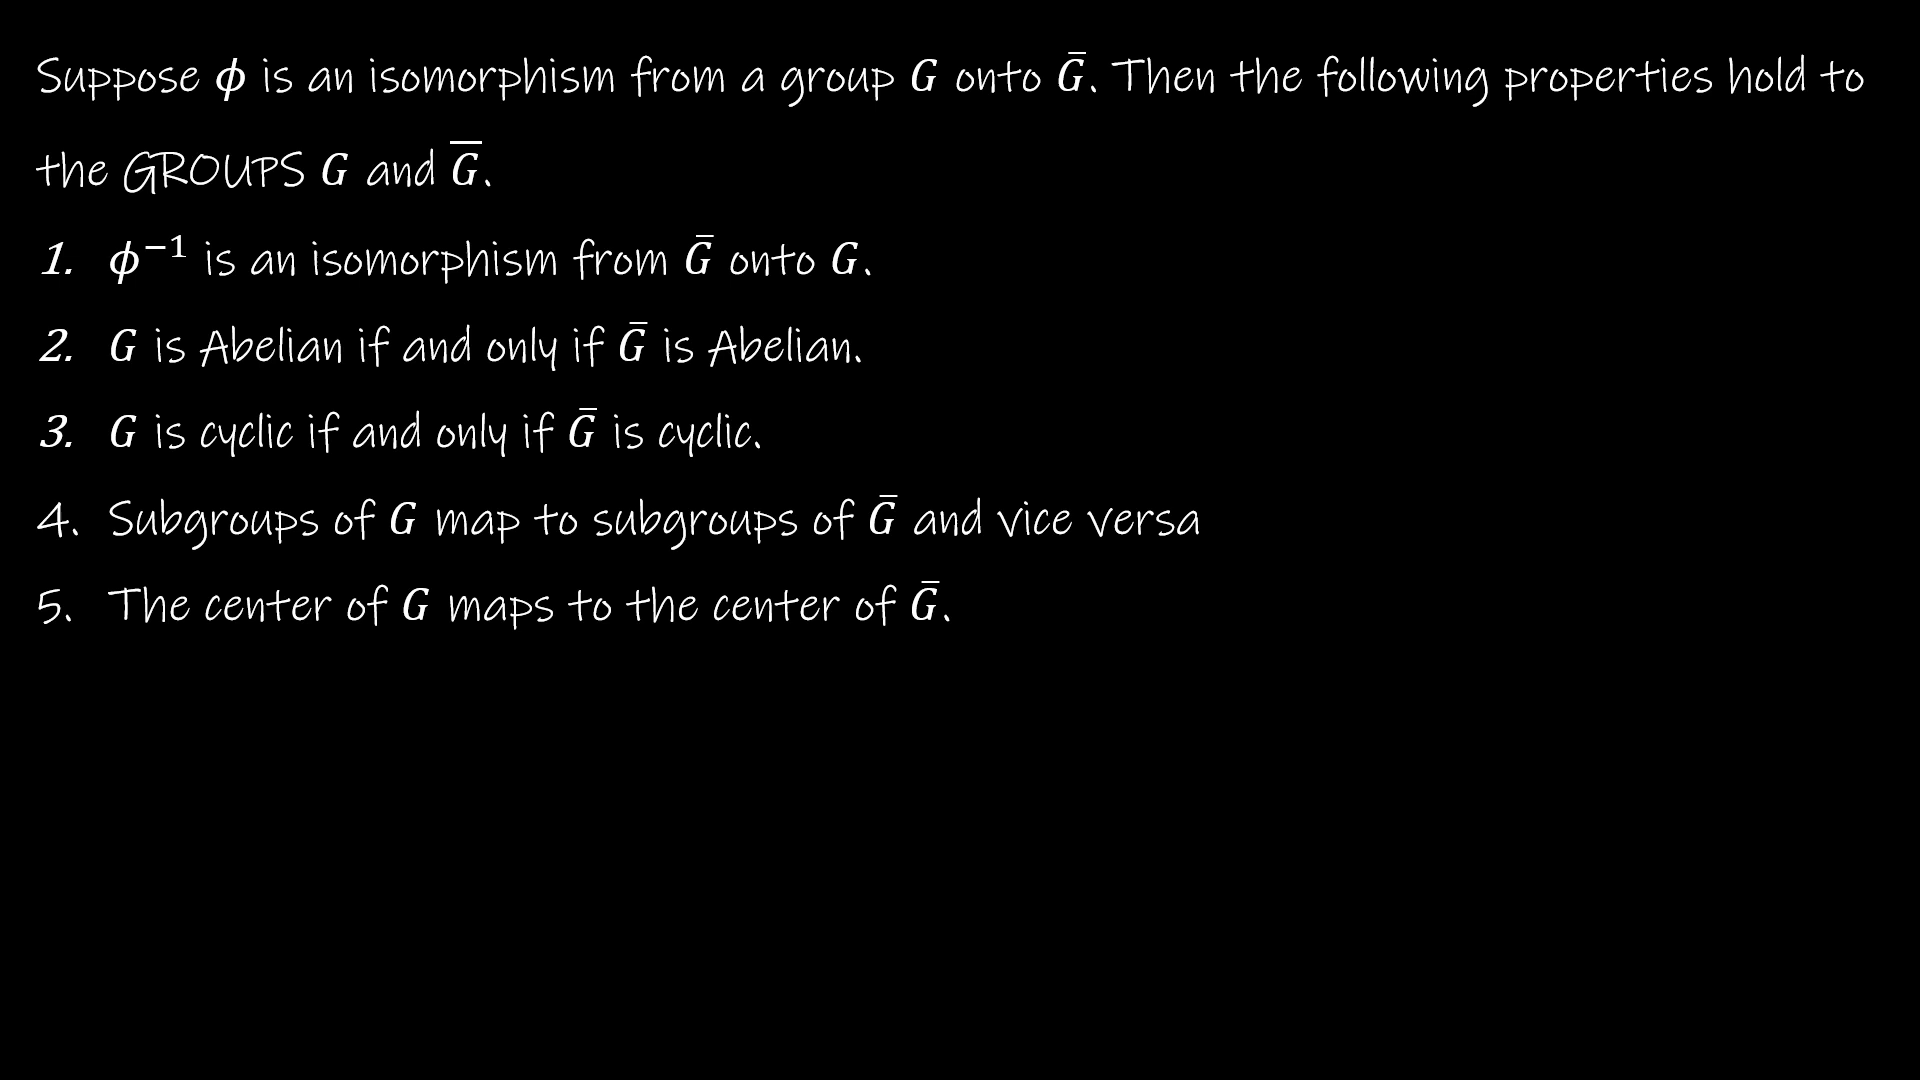 Suppose 𝝓 is an isomorphism from a group 𝑮 onto 𝑮̅. Then the following properties hold to
the GROUPS 𝑮 and 𝑮̅.
1. 𝝓⁻¹ is an isomorphism from 𝑮̅ onto 𝑮.
2. 𝑮 is Abelian if and only if 𝑮̅ is Abelian.
3. 𝑮 is cyclic if and only if 𝑮̅ is cyclic.
4. Subgroups of 𝑮 map to subgroups of 𝑮̅ and vice versa
5. The center of 𝑮 maps to the center of 𝑮̅.